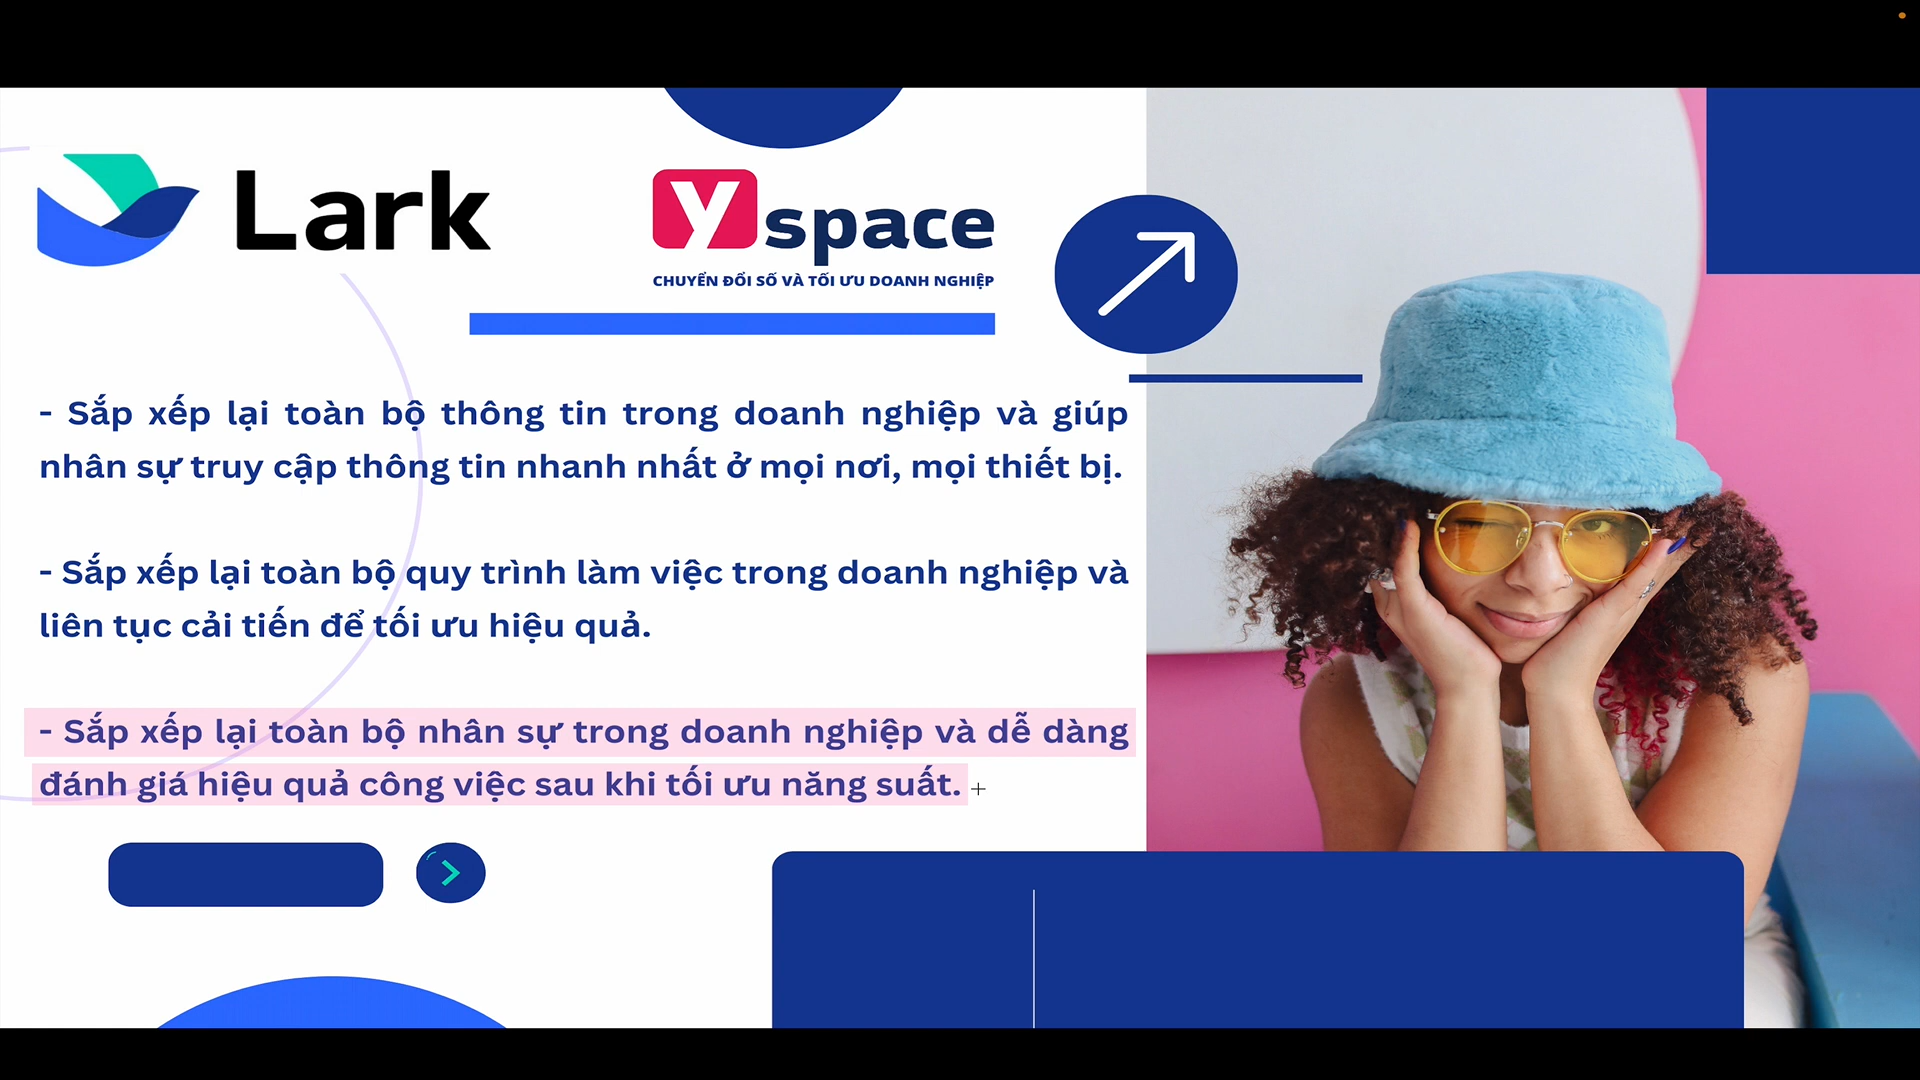 Lark
Yspace
CHUYỂN ĐỔI SỐ VÀ TỐI ƯU DOANH NGHIỆP
- Sắp xếp lại toàn bộ thông tin trong doanh nghiệp và giúp
nhân sự truy cập thông tin nhanh nhất ở mọi nơi, mọi thiết bị.
- Sắp xếp lại toàn bộ quy trình làm việc trong doanh nghiệp và
liên tục cải tiến để tối ưu hiệu quả.
- Sắp xếp lại toàn bộ nhân sự trong doanh nghiệp và dễ dàng
đánh giá hiệu quả công việc sau khi tối ưu năng suất.